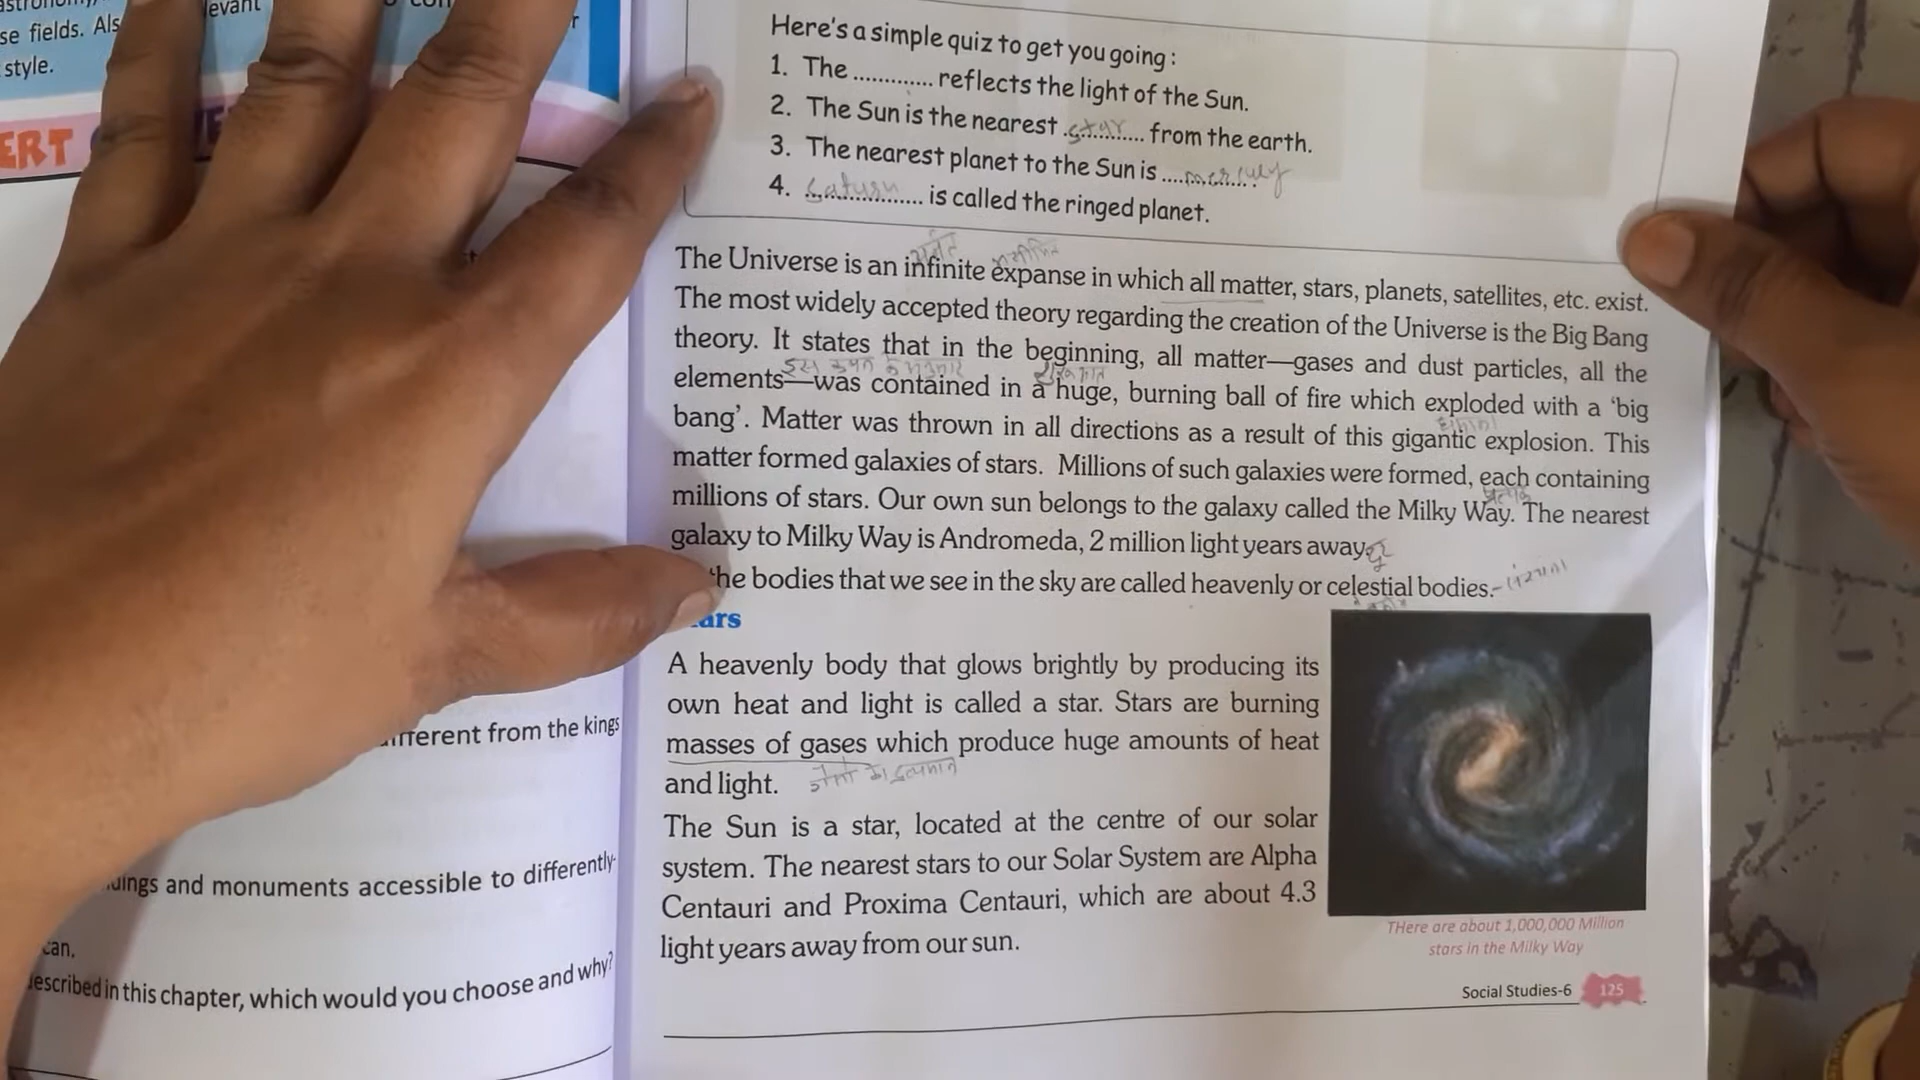 se fields. Als
style.
levant
ERT
ifferent from the kings
dings and monuments accessible to differently-
can.
described in this chapter, which would you choose and why?
Here's a simple quiz to get you going :
1. The ............. reflects the light of the Sun.
2. The Sun is the nearest star from the earth.
3. The nearest planet to the Sun is mercury
4. Saturn is called the ringed planet.
The Universe is an infinite expanse in which all matter, stars, planets, satellites, etc. exist.
The most widely accepted theory regarding the creation of the Universe is the Big Bang
theory. It states that in the beginning, all matter—gases and dust particles, all the
elements—was contained in a huge, burning ball of fire which exploded with a ‘big
bang’. Matter was thrown in all directions as a result of this gigantic explosion. This
matter formed galaxies of stars. Millions of such galaxies were formed, each containing
प्रत्येक
millions of stars. Our own sun belongs to the galaxy called the Milky Way. The nearest
galaxy to Milky Way is Andromeda, 2 million light years away. दूर
the bodies that we see in the sky are called heavenly or celestial bodies.
ars
A heavenly body that glows brightly by producing its
own heat and light is called a star. Stars are burning
masses of gases which produce huge amounts of heat
and light.
The Sun is a star, located at the centre of our solar
system. The nearest stars to our Solar System are Alpha
Centauri and Proxima Centauri, which are about 4.3
light years away from our sun.
THere are about 1,000,000 Million
stars in the Milky Way
Social Studies-6 125